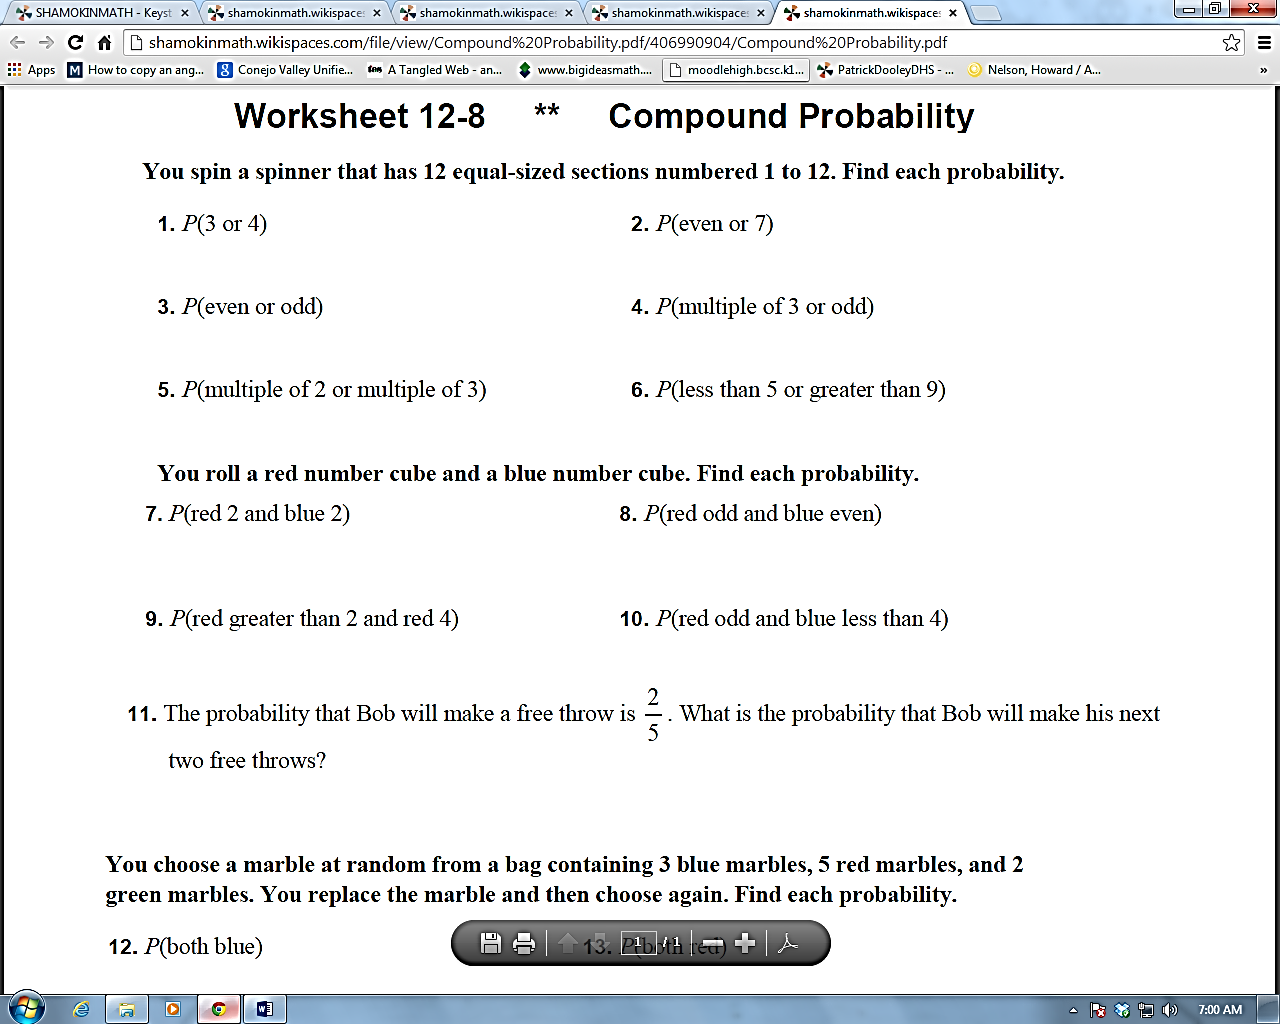 SHAMOKINMATH - Keyst
shamokinmath.wikispaces
shamokinmath.wikispaces
shamokinmath.wikispaces
shamokinmath.wikispaces
shamokinmath.wikispaces.com/file/view/Compound%20Probability.pdf/406990904/Compound%20Probability.pdf
Apps M How to copy an ang... g Conejo Valley Unifie... tes A Tangled Web - an... www.bigideasmath.... moodlehigh.bcsc.k1... PatrickDooleyDHS - ... Nelson, Howard / A... »
Worksheet 12-8 ** Compound Probability
You spin a spinner that has 12 equal-sized sections numbered 1 to 12. Find each probability.
1. P(3 or 4) 2. P(even or 7)
3. P(even or odd) 4. P(multiple of 3 or odd)
5. P(multiple of 2 or multiple of 3) 6. P(less than 5 or greater than 9)
You roll a red number cube and a blue number cube. Find each probability.
7. P(red 2 and blue 2) 8. P(red odd and blue even)
9. P(red greater than 2 and red 4) 10. P(red odd and blue less than 4)
11. The probability that Bob will make a free throw is 2/5. What is the probability that Bob will make his next
two free throws?
You choose a marble at random from a bag containing 3 blue marbles, 5 red marbles, and 2
green marbles. You replace the marble and then choose again. Find each probability.
12. P(both blue) 13. P(both red)
1 / 1
7:00 AM